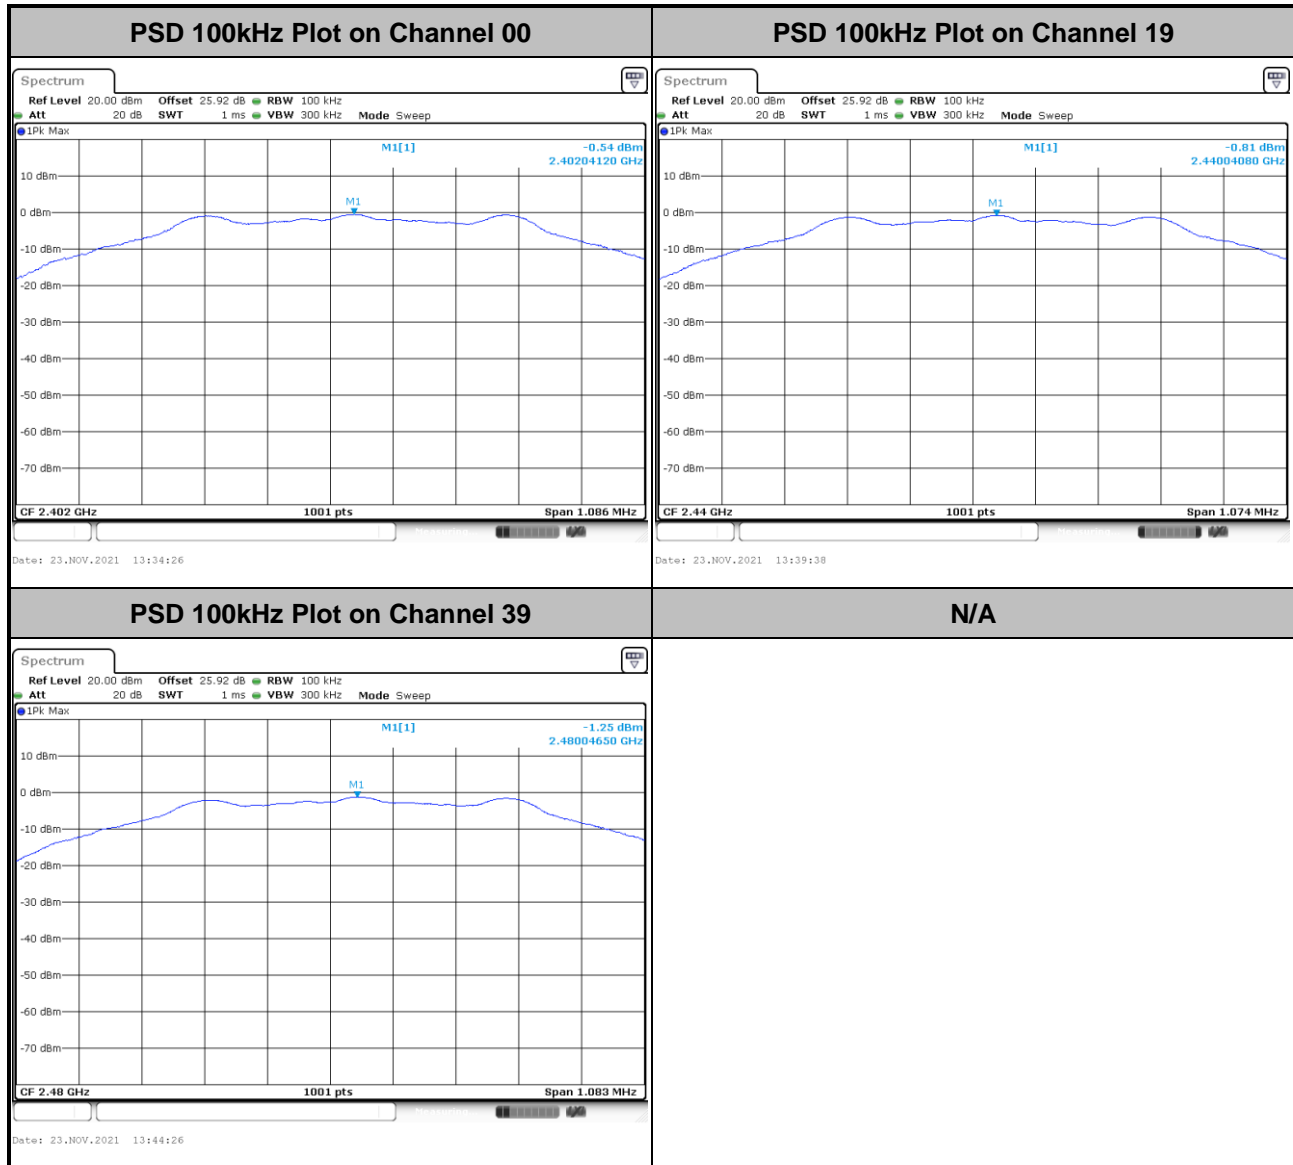 PSD 100kHz Plot on Channel 00
PSD 100kHz Plot on Channel 19
Spectrum
Ref Level 20.00 dBm Offset 25.92 dB RBW 100 kHz
Att 20 dB SWT 1 ms VBW 300 kHz Mode Sweep
1Pk Max
M1[1] -0.54 dBm
2.40204120 GHz
10 dBm
M1
0 dBm
-10 dBm
-20 dBm
-30 dBm
-40 dBm
-50 dBm
-60 dBm
-70 dBm
CF 2.402 GHz 1001 pts Span 1.086 MHz
Measuring
Date: 23.NOV.2021 13:34:26
Spectrum
Ref Level 20.00 dBm Offset 25.92 dB RBW 100 kHz
Att 20 dB SWT 1 ms VBW 300 kHz Mode Sweep
1Pk Max
M1[1] -0.81 dBm
2.44004080 GHz
10 dBm
M1
0 dBm
-10 dBm
-20 dBm
-30 dBm
-40 dBm
-50 dBm
-60 dBm
-70 dBm
CF 2.44 GHz 1001 pts Span 1.074 MHz
Measuring
Date: 23.NOV.2021 13:39:38
PSD 100kHz Plot on Channel 39
N/A
Spectrum
Ref Level 20.00 dBm Offset 25.92 dB RBW 100 kHz
Att 20 dB SWT 1 ms VBW 300 kHz Mode Sweep
1Pk Max
M1[1] -1.25 dBm
2.48004650 GHz
10 dBm
M1
0 dBm
-10 dBm
-20 dBm
-30 dBm
-40 dBm
-50 dBm
-60 dBm
-70 dBm
CF 2.48 GHz 1001 pts Span 1.083 MHz
Measuring
Date: 23.NOV.2021 13:44:26